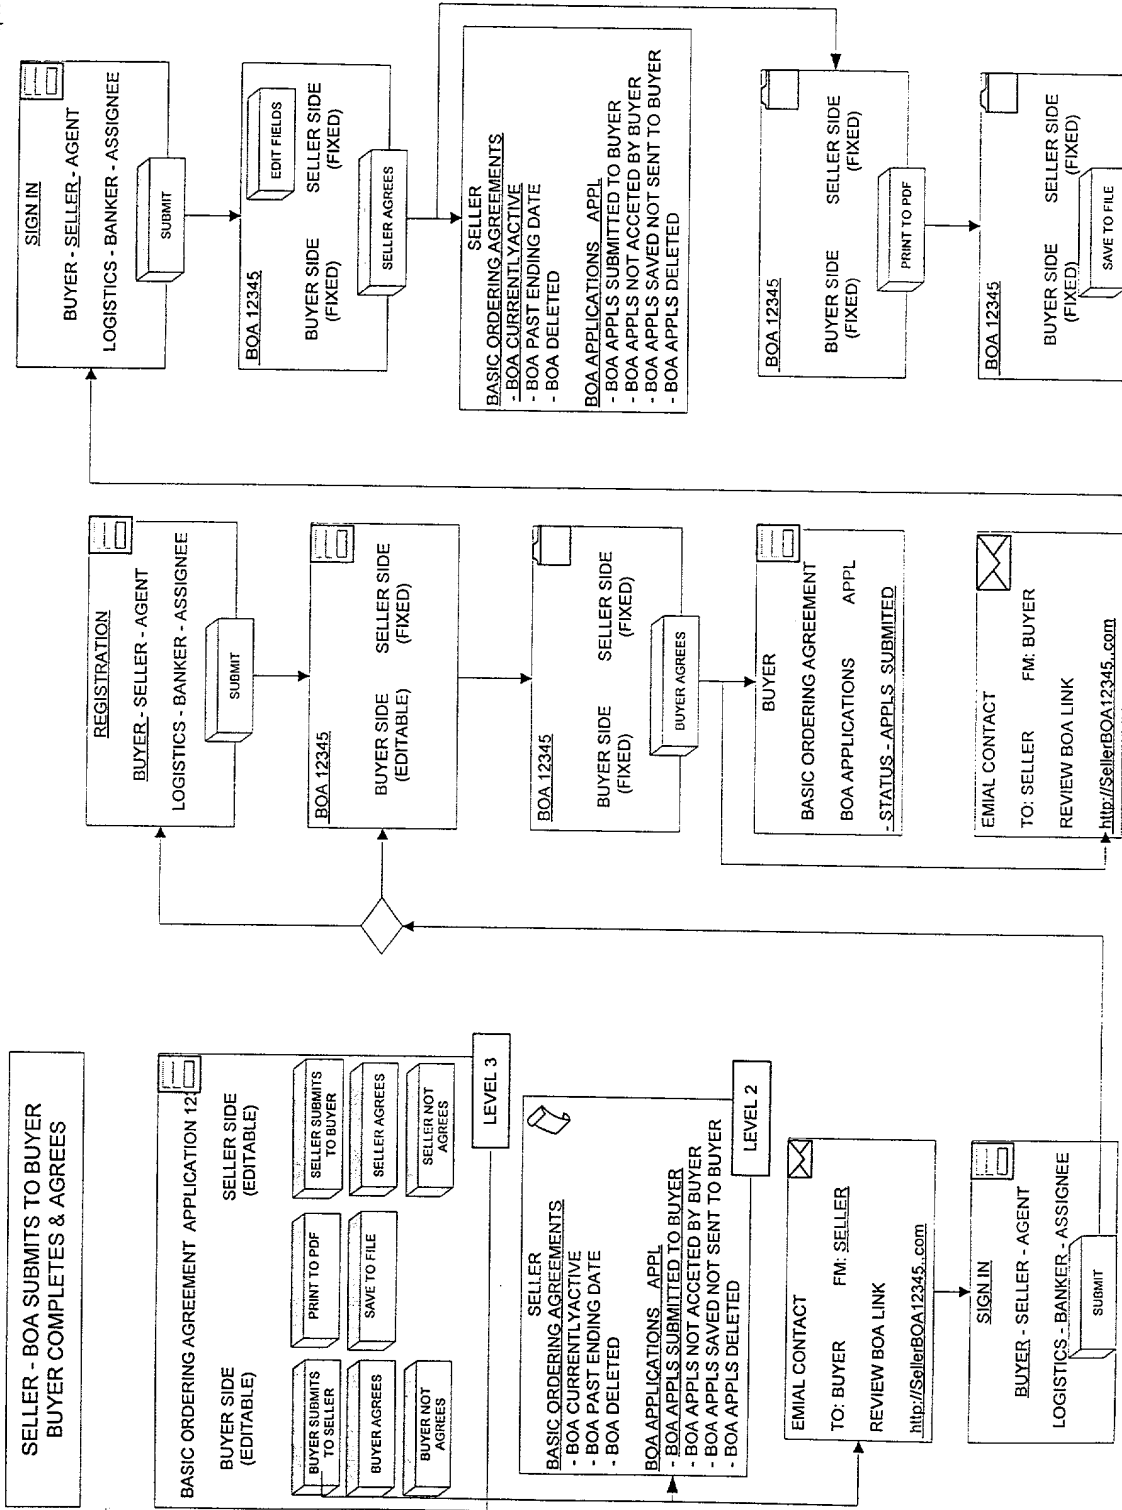 SELLER - BOA SUBMITS TO BUYER
BUYER COMPLETES & AGREES
BASIC ORDERING AGREEMENT APPLICATION 123
BUYER SIDE
(EDITABLE)
SELLER SIDE
(EDITABLE)
BUYER SUBMITS
TO SELLER
PRINT TO PDF
SELLER SUBMITS
TO BUYER
BUYER AGREES
SAVE TO FILE
SELLER AGREES
BUYER NOT
AGREES
SELLER NOT
AGREES
LEVEL 3
SELLER
BASIC ORDERING AGREEMENTS
- BOA CURRENTLYACTIVE
- BOA PAST ENDING DATE
- BOA DELETED
BOA APPLICATIONS APPL
- BOA APPLS SUBMITTED TO BUYER
- BOA APPLS NOT ACCETED BY BUYER
- BOA APPLS SAVED NOT SENT TO BUYER
- BOA APPLS DELETED
LEVEL 2
EMIAL CONTACT
TO: BUYER FM: SELLER
REVIEW BOA LINK
http://SellerBOA12345..com
SIGN IN
BUYER - SELLER - AGENT
LOGISTICS - BANKER - ASSIGNEE
SUBMIT
REGISTRATION
BUYER - SELLER - AGENT
LOGISTICS - BANKER - ASSIGNEE
SUBMIT
BOA 12345
BUYER SIDE
(EDITABLE)
SELLER SIDE
(FIXED)
BOA 12345
BUYER SIDE
(FIXED)
SELLER SIDE
(FIXED)
BUYER AGREES
BUYER
BASIC ORDERING AGREEMENT
BOA APPLICATIONS APPL
- STATUS - APPLS SUBMITED
EMIAL CONTACT
TO: SELLER FM: BUYER
REVIEW BOA LINK
http://SellerBOA12345..com
SIGN IN
BUYER - SELLER - AGENT
LOGISTICS - BANKER - ASSIGNEE
SUBMIT
BOA 12345
EDIT FIELDS
BUYER SIDE
(FIXED)
SELLER SIDE
(FIXED)
SELLER AGREES
SELLER
BASIC ORDERING AGREEMENTS
- BOA CURRENTLYACTIVE
- BOA PAST ENDING DATE
- BOA DELETED
BOA APPLICATIONS APPL
- BOA APPLS SUBMITTED TO BUYER
- BOA APPLS NOT ACCETED BY BUYER
- BOA APPLS SAVED NOT SENT TO BUYER
- BOA APPLS DELETED
BOA 12345
BUYER SIDE
(FIXED)
SELLER SIDE
(FIXED)
PRINT TO PDF
BOA 12345
BUYER SIDE
(FIXED)
SELLER SIDE
(FIXED)
SAVE TO FILE